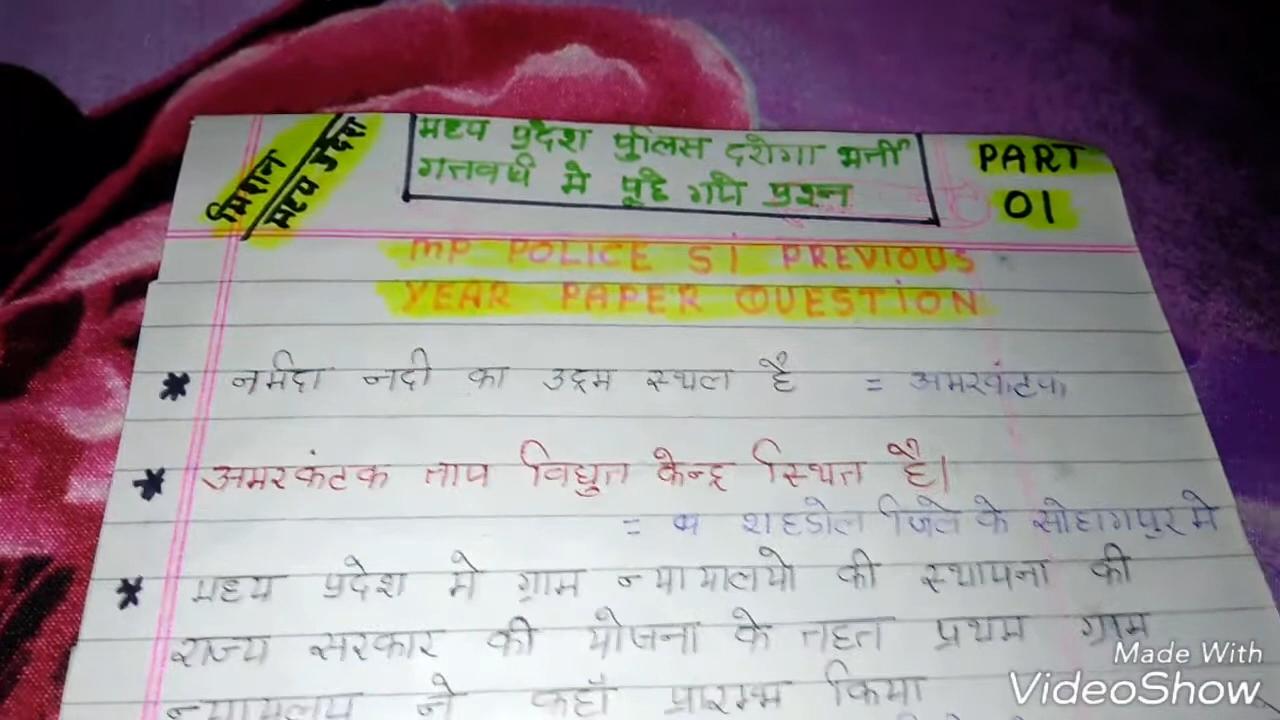 मिशन
मध्य प्रदेश
मध्य प्रदेश पुलिस दरोगा भर्ती
गतवर्ष मे पूछे गये प्रश्न
PART
01
MP POLICE SI PREVIOUS
YEAR PAPER QUESTION
* नर्मदा नदी का उद्गम स्थल है = अमरकंटक
* अमरकंटक ताप विद्युत केन्द्र स्थित है।
= शहडोल जिले के सोहागपुर मे
* मध्य प्रदेश मे ग्राम न्यायालयो की स्थापना की
राज्य सरकार की योजना के तहत प्रथम ग्राम
न्यायालय ने कहाँ प्रारम्भ किया
Made With
VideoShow